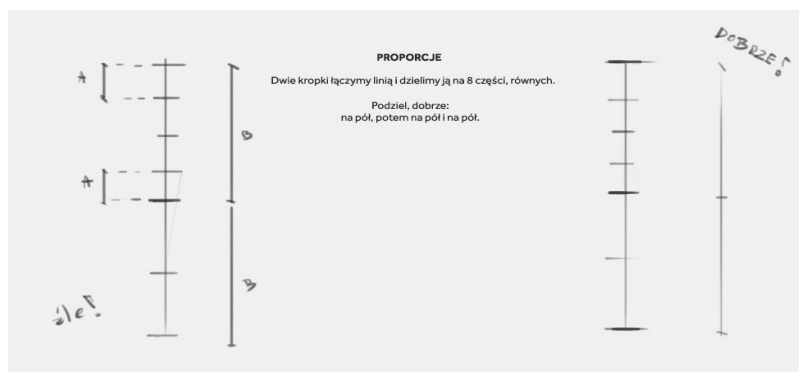 PROPORCJE
Dwie kropki łączymy linią i dzielimy ją na 8 części, równych.
Podziel, dobrze:
na pół, potem na pół i na pół.
A
A
B
B
źle!
DOBRZE!